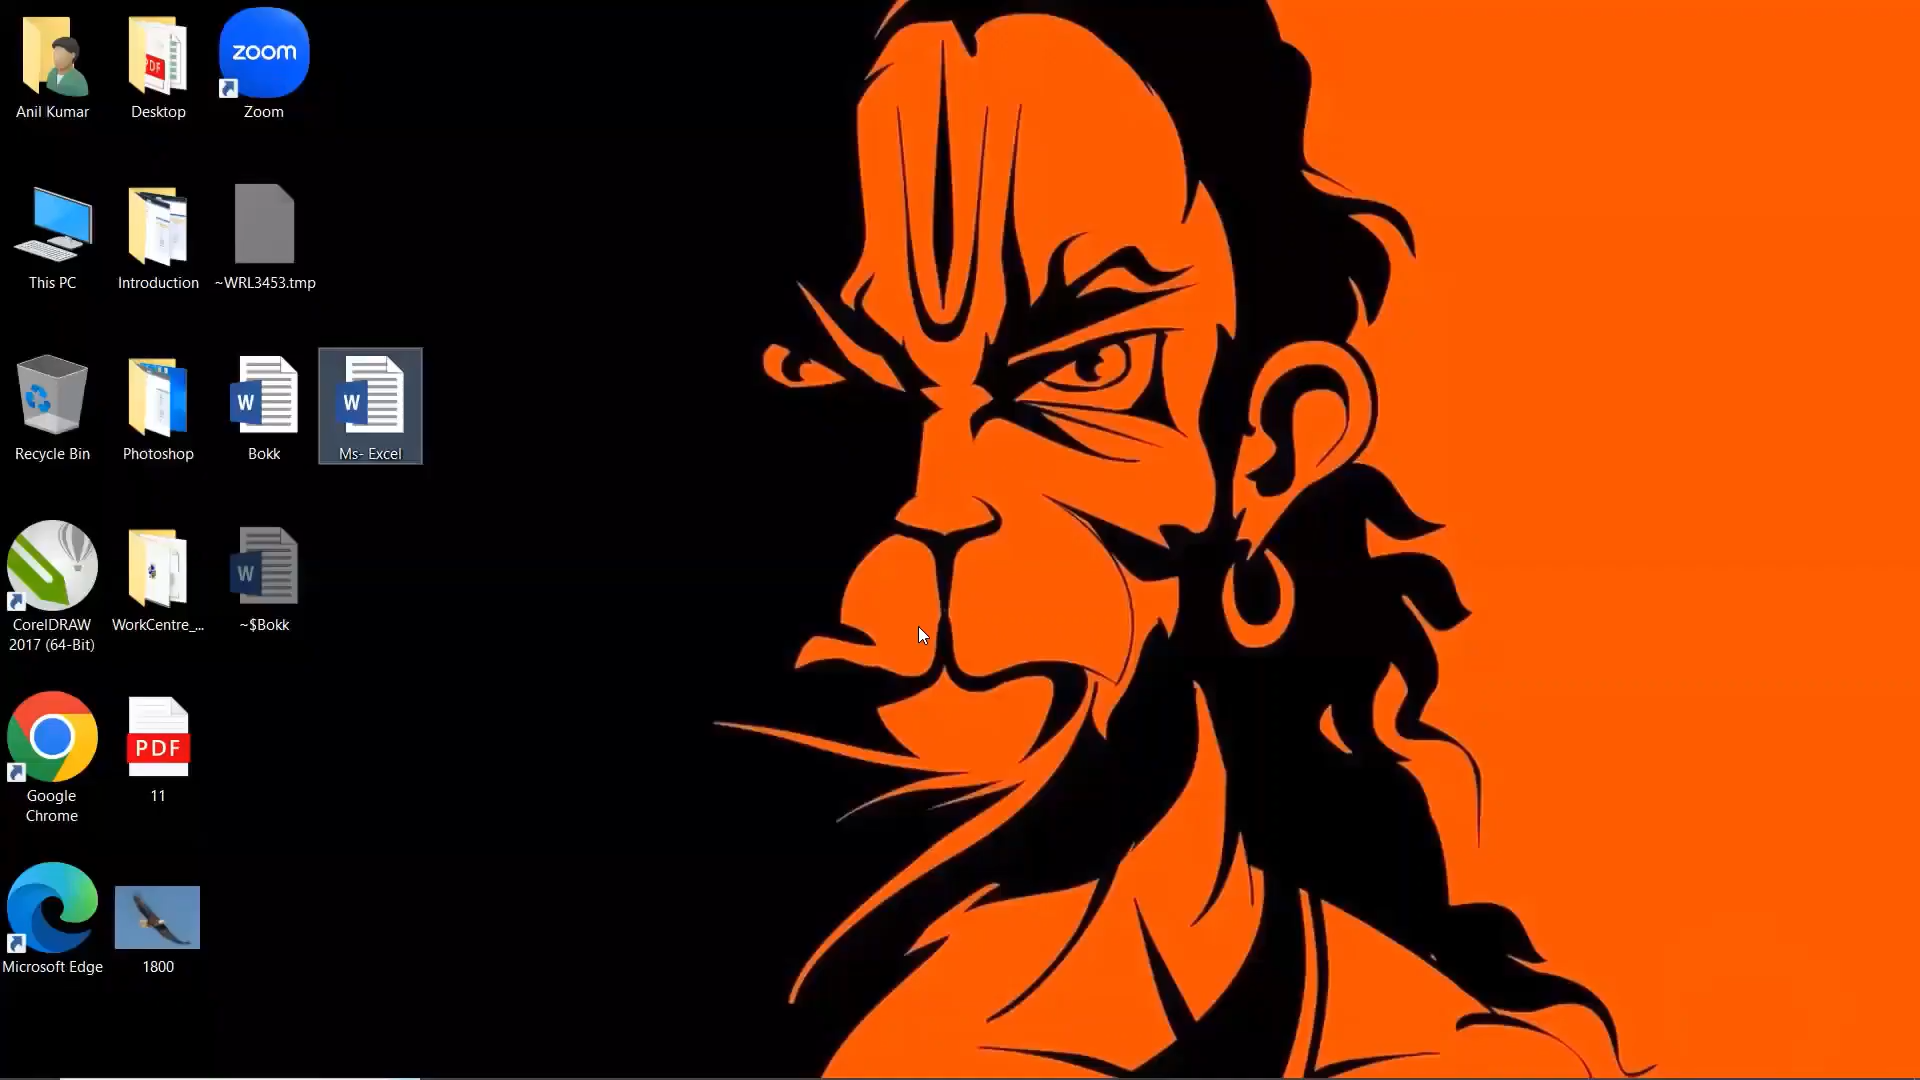 Anil Kumar
Desktop
zoom
Zoom
This PC
Introduction
~WRL3453.tmp
Recycle Bin
Photoshop
W
Bokk
W
Ms- Excel
CorelDRAW
2017 (64-Bit)
WorkCentre_...
W
~$Bokk
Google
Chrome
PDF
11
Microsoft Edge
1800
PDF